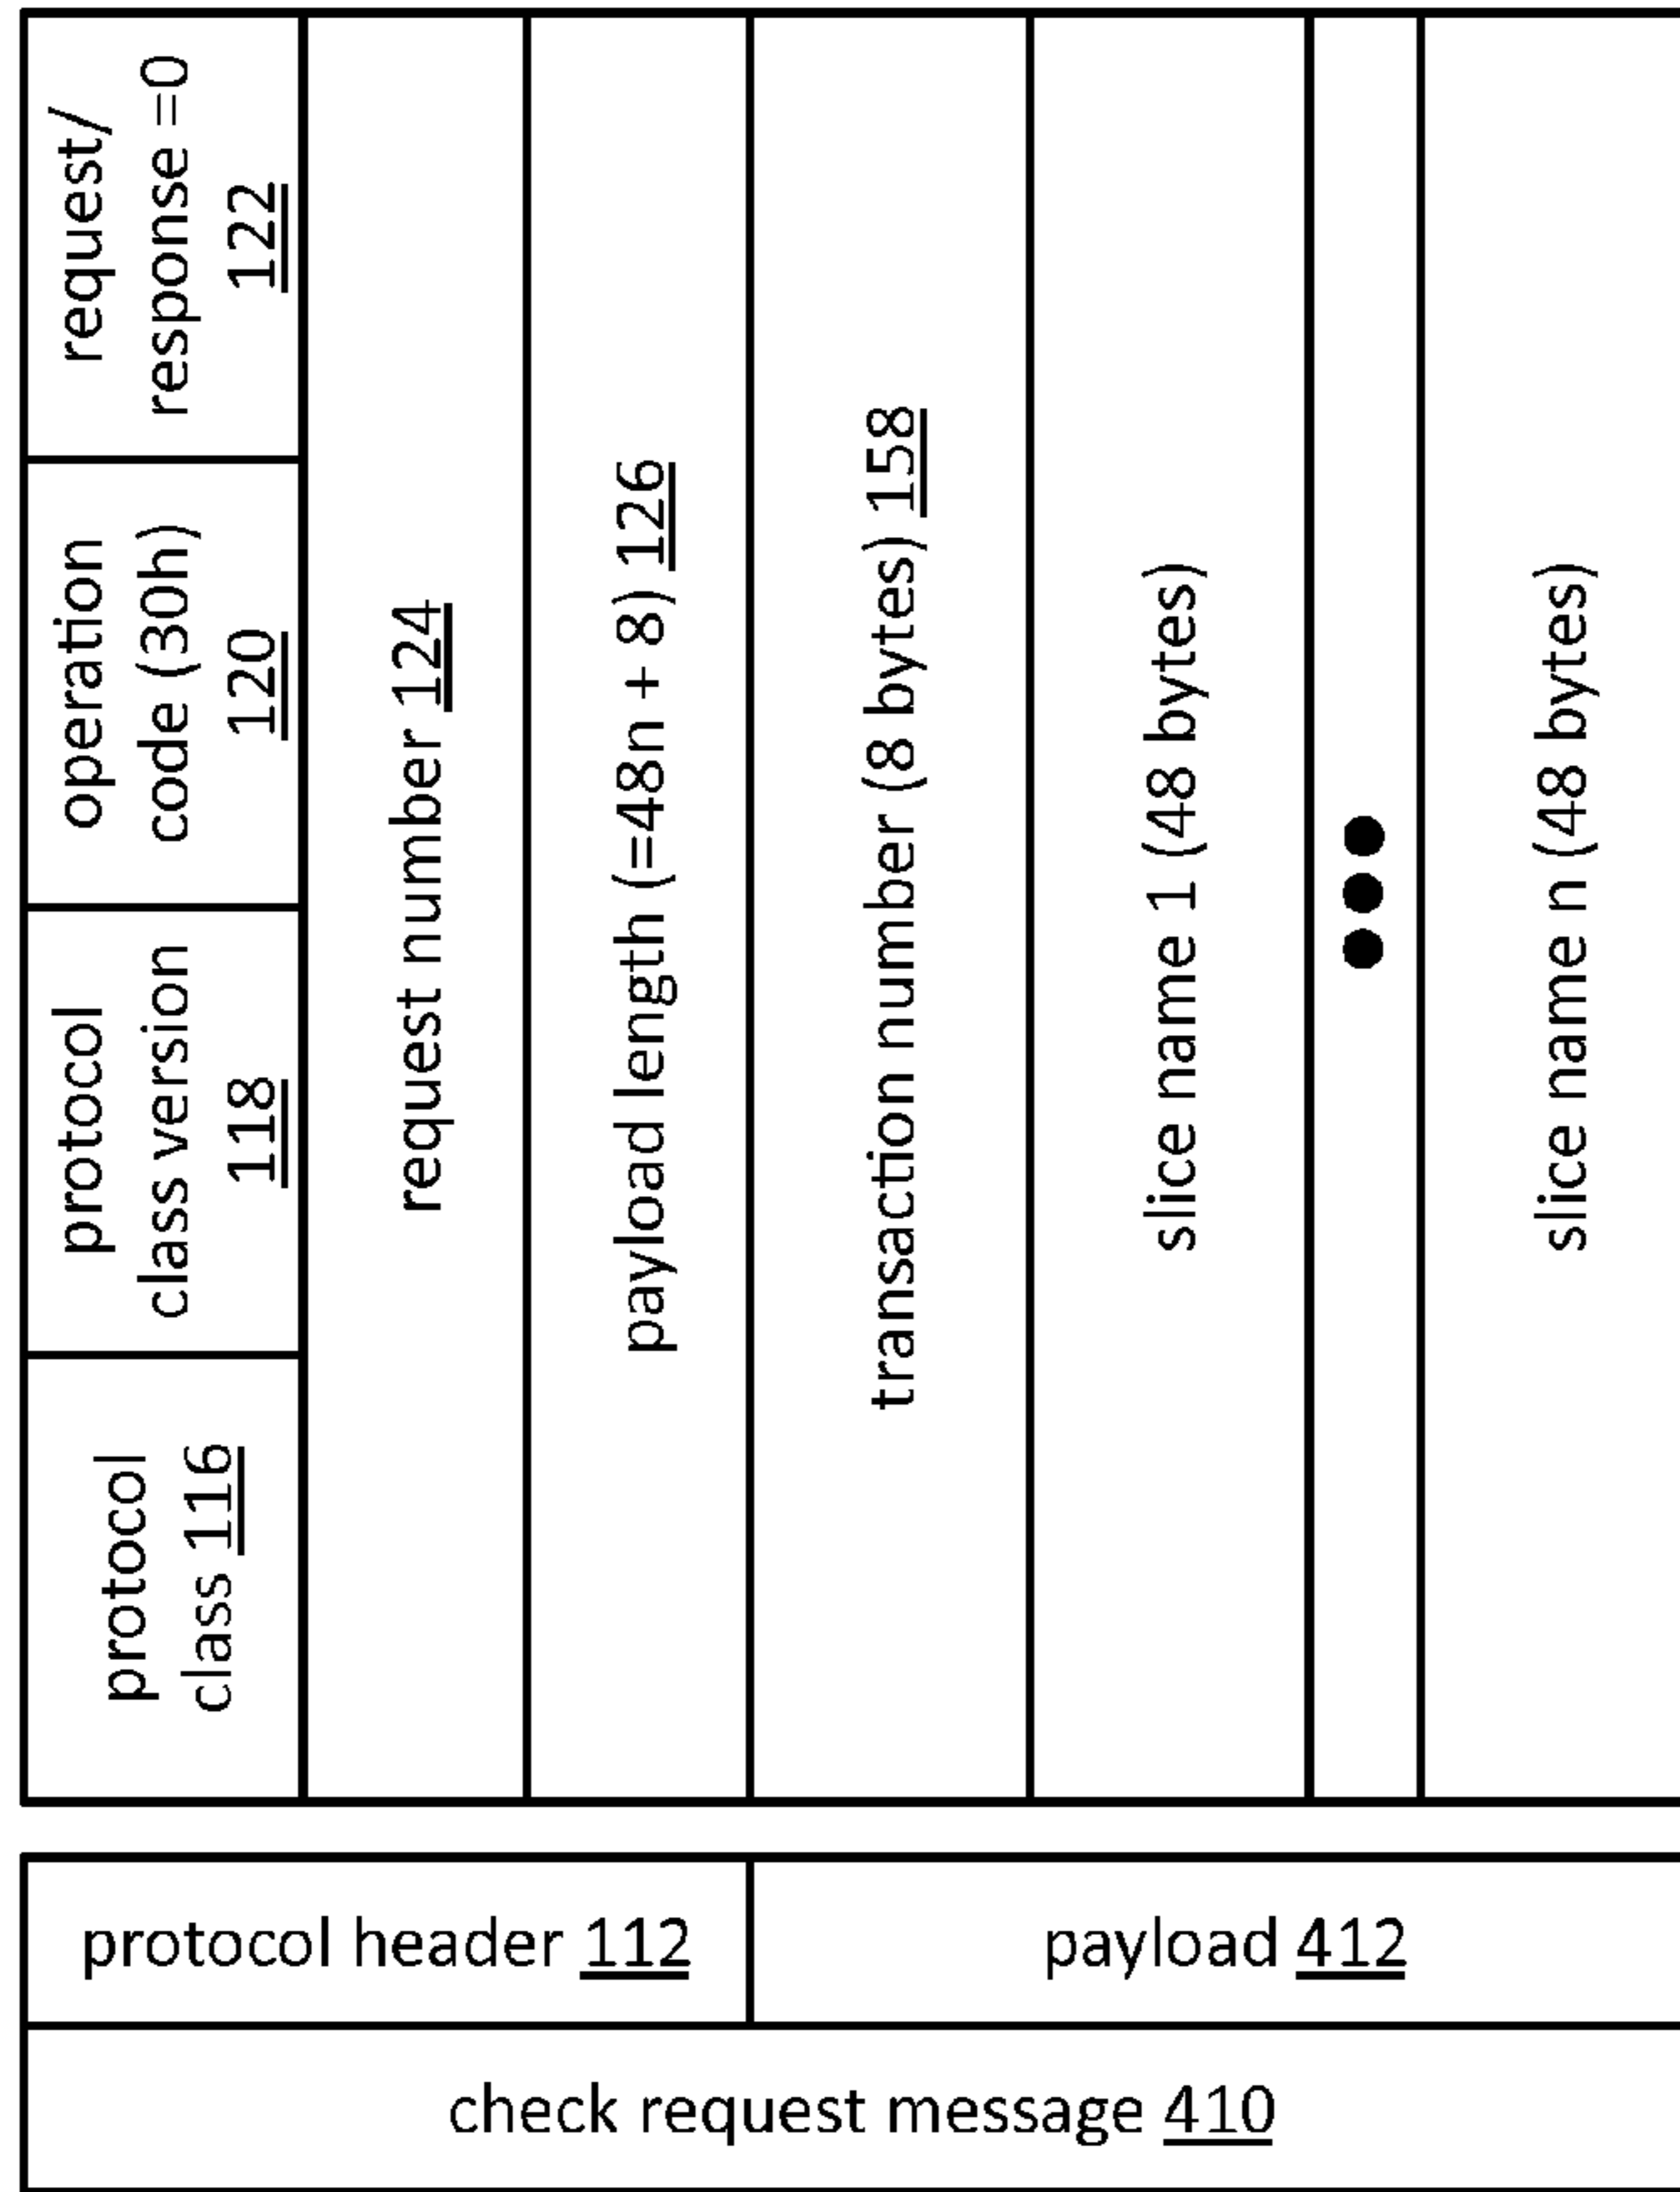 protocol
class 116
protocol
class version
118
operation
code (30h)
120
request/
response =0
122
request number 124
payload length (=48n + 8) 126
transaction number (8 bytes) 158
slice name 1 (48 bytes)
slice name n (48 bytes)
protocol header 112
payload 412
check request message 410